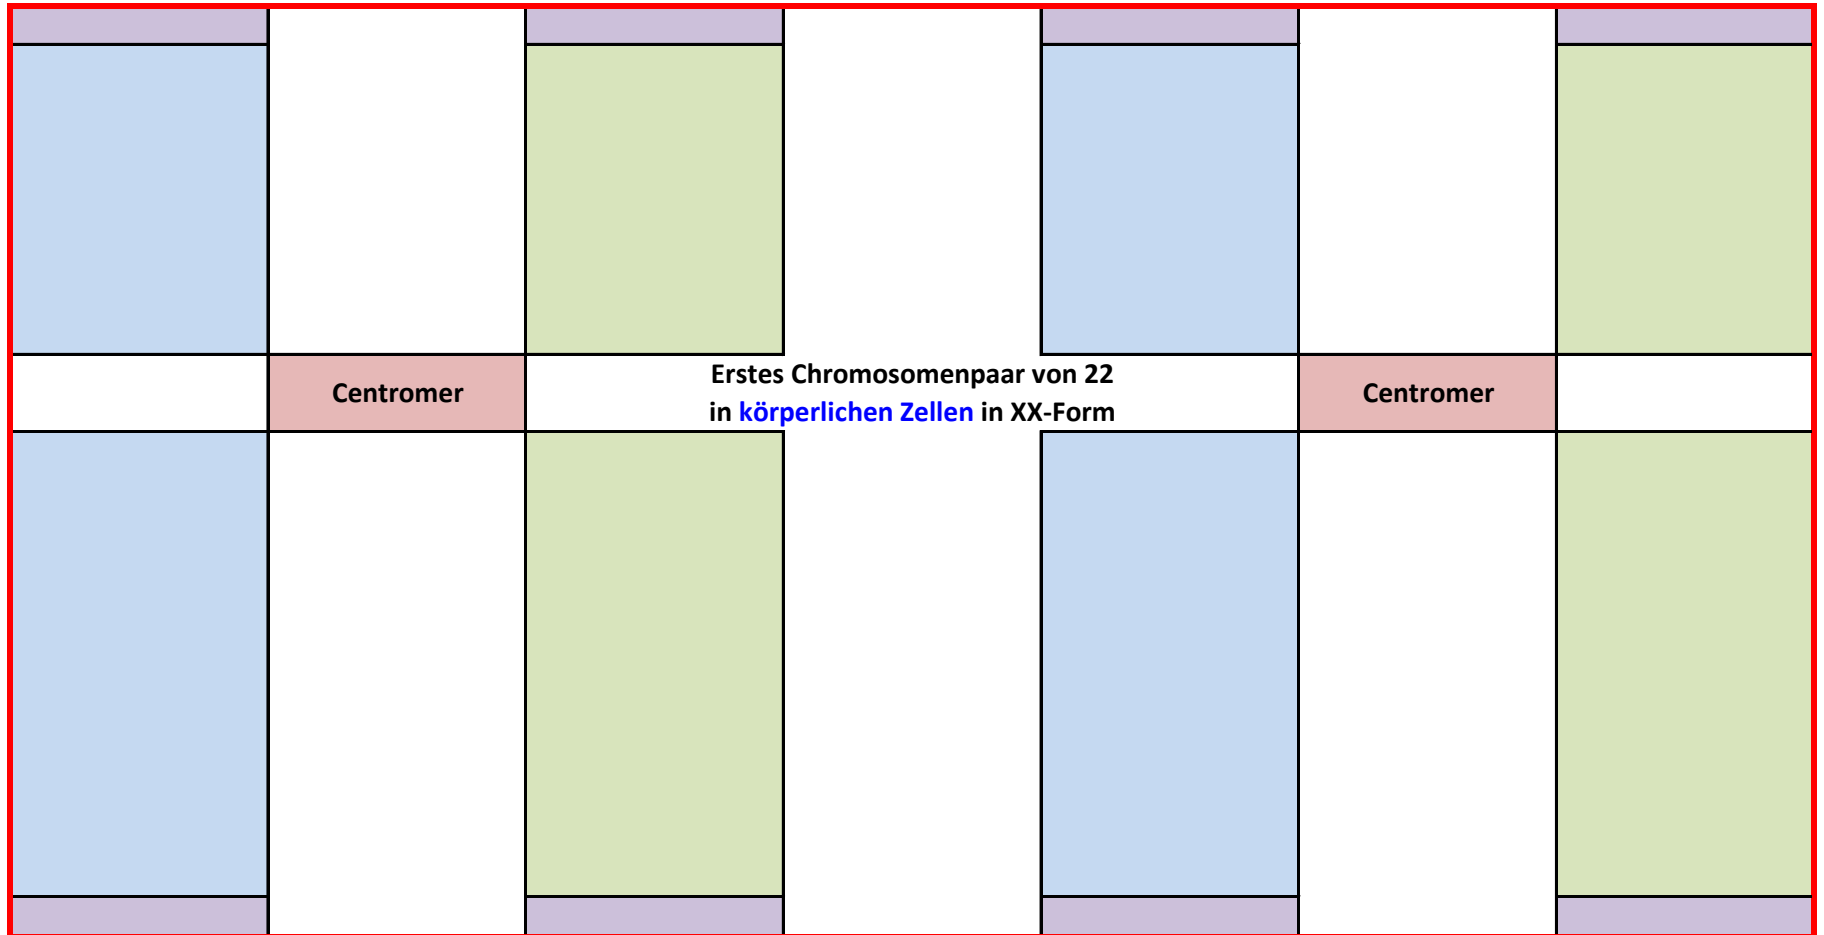 Erstes Chromosomenpaar von 22
Centromer
Centromer
in körperlichen Zellen in XX-Form